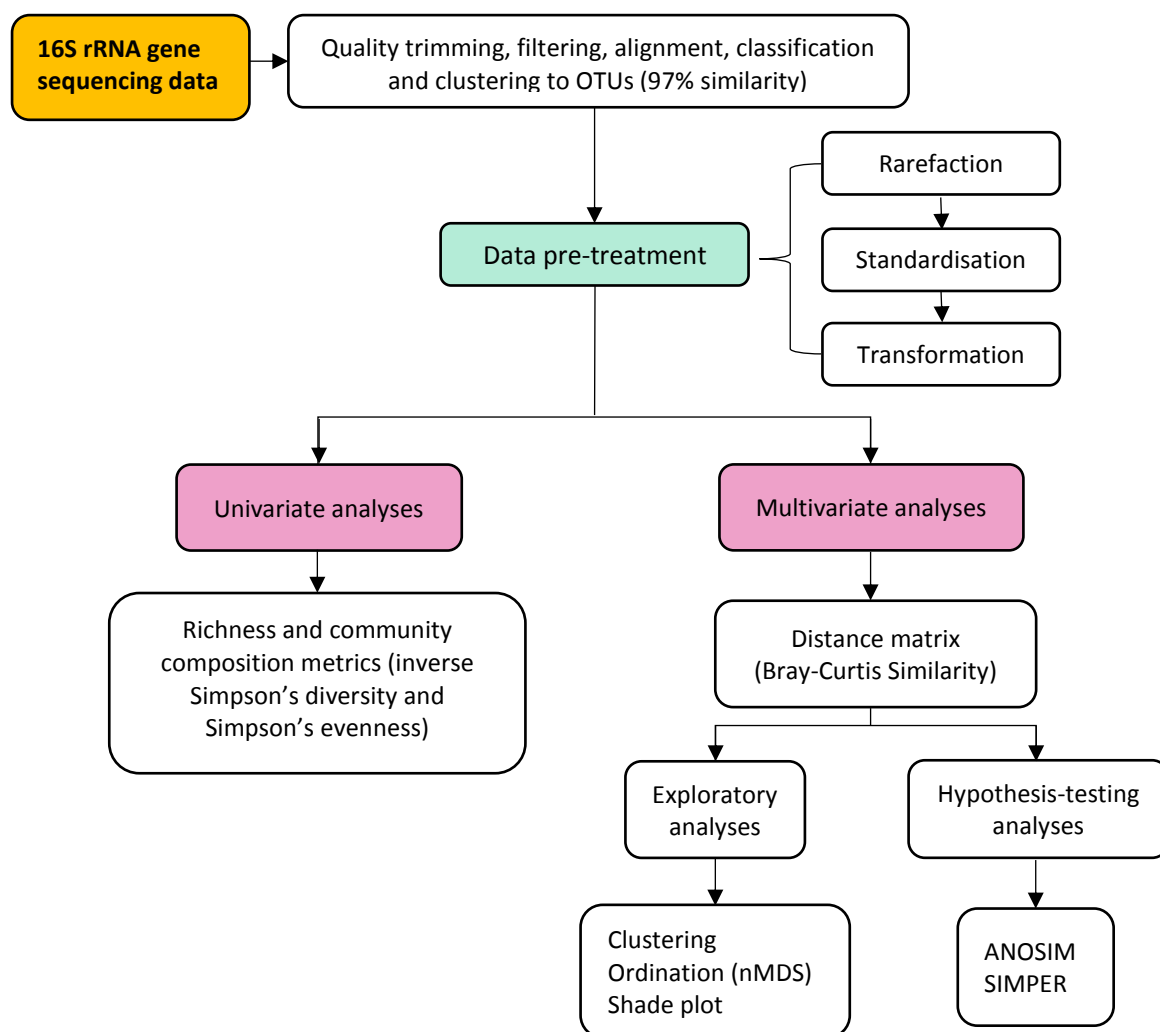 16S rRNA gene
sequencing data
Quality trimming, filtering, alignment, classification
and clustering to OTUs (97% similarity)
Rarefaction
Data pre-treatment
Standardisation
Transformation
Univariate analyses
Multivariate analyses
Richness and community
composition metrics (inverse
Simpson’s diversity and
Simpson’s evenness)
Distance matrix
(Bray-Curtis Similarity)
Exploratory
analyses
Hypothesis-testing
analyses
Clustering
Ordination (nMDS)
Shade plot
ANOSIM
SIMPER